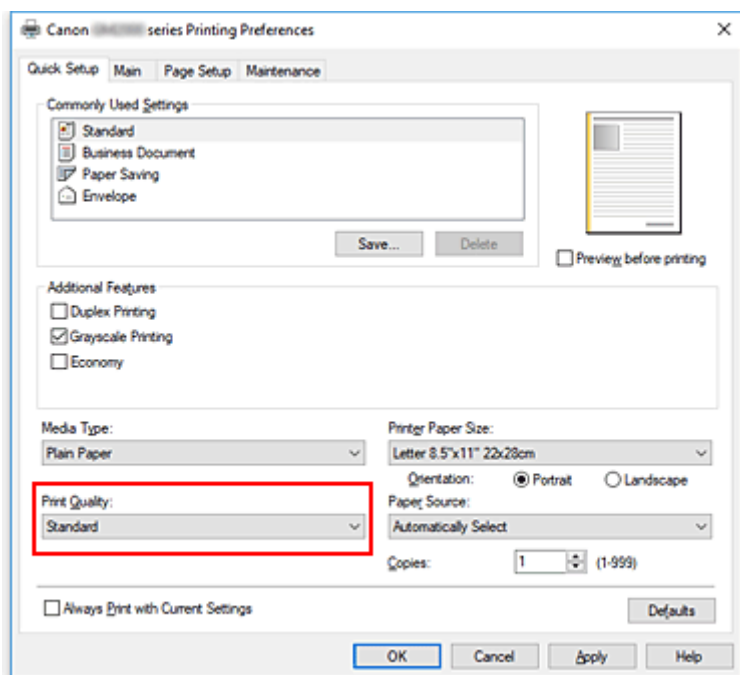 Canon series Printing Preferences
Quick Setup Main Page Setup Maintenance
Commonly Used Settings
Standard
Business Document
Paper Saving
Envelope
Save... Delete
Preview before printing
Additional Features
Duplex Printing
Grayscale Printing
Economy
Media Type: Printer Paper Size:
Plain Paper Letter 8.5"x11" 22x28cm
Orientation: Portrait Landscape
Print Quality: Paper Source:
Standard Automatically Select
Copies: 1 (1-999)
Always Print with Current Settings Defaults
OK Cancel Apply Help